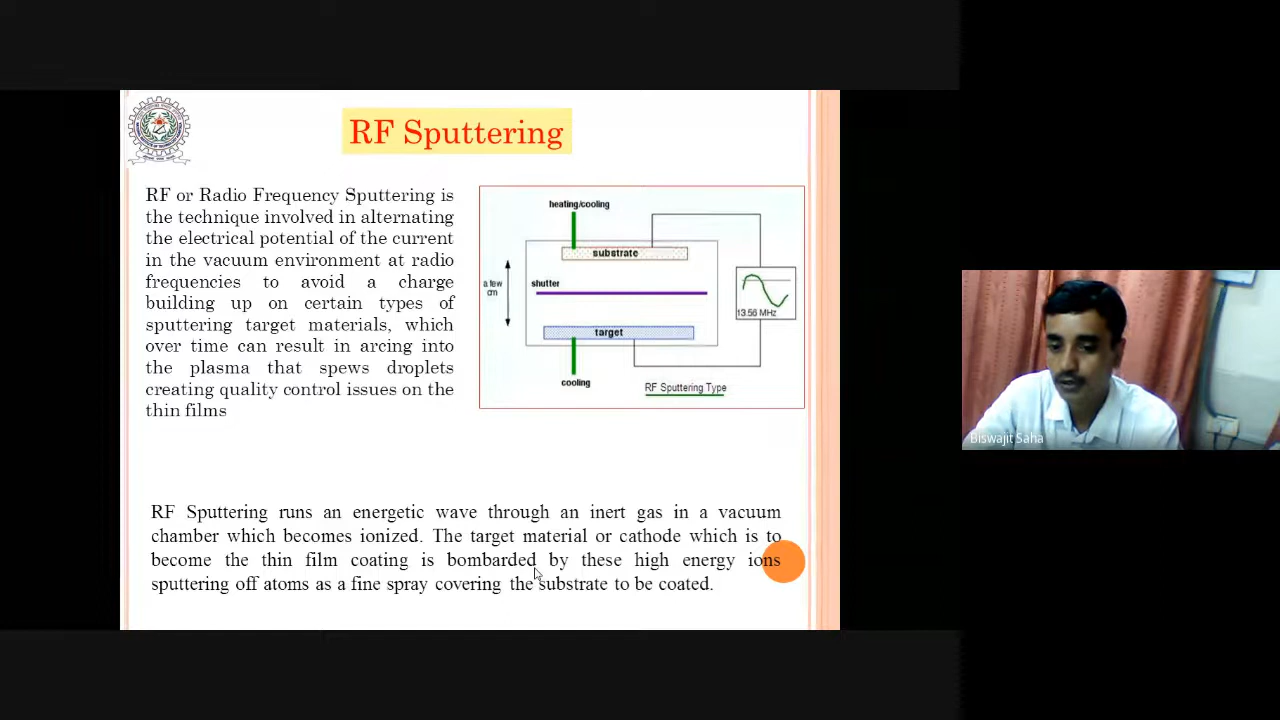 RF Sputtering
RF or Radio Frequency Sputtering is
the technique involved in alternating
the electrical potential of the current
in the vacuum environment at radio
frequencies to avoid a charge
building up on certain types of
sputtering target materials, which
over time can result in arcing into
the plasma that spews droplets
creating quality control issues on the
thin films
heating/cooling
substrate
a few
cm
shutter
13.56 MHz
target
cooling
RF Sputtering Type
RF Sputtering runs an energetic wave through an inert gas in a vacuum
chamber which becomes ionized. The target material or cathode which is to
become the thin film coating is bombarded by these high energy ions
sputtering off atoms as a fine spray covering the substrate to be coated.
Biswajit Saha